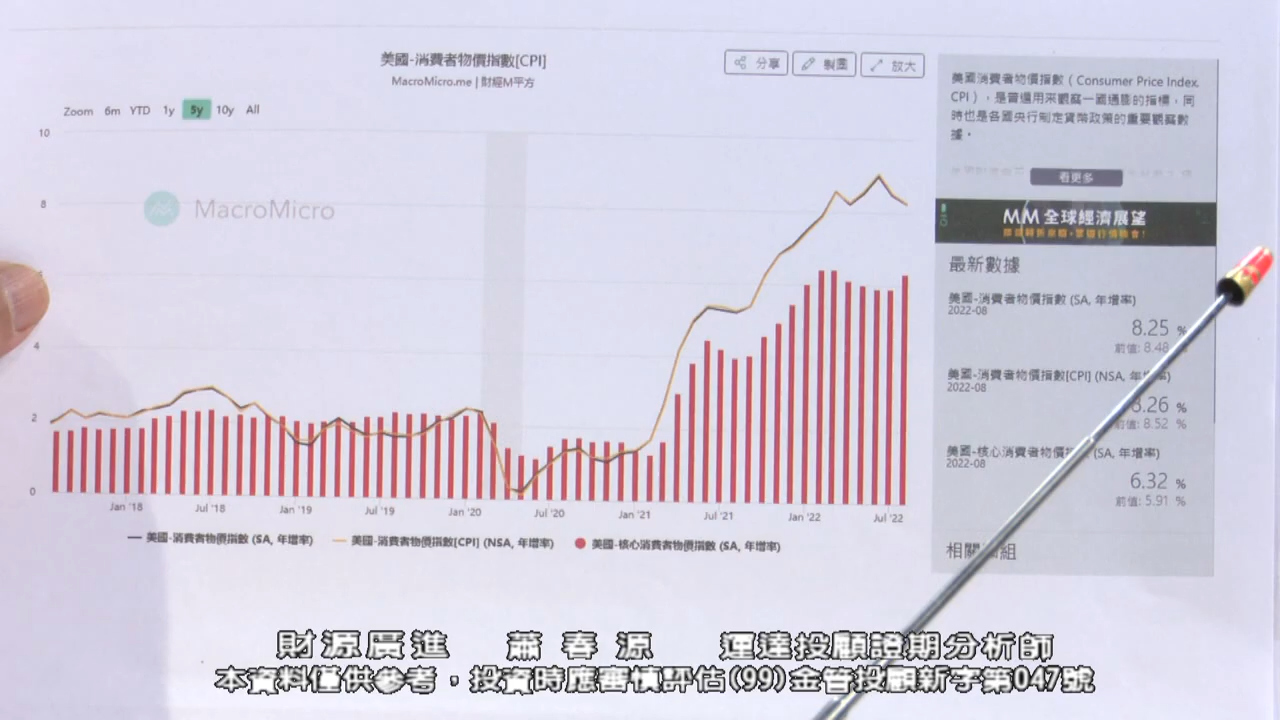 美國-消費者物價指數[CPI]
MacroMicro.me | 財經M平方
分享
製圖
放大
Zoom 6m YTD 1y 5y 10y All
10
8
4
2
0
MacroMicro
Jan '18 Jul '18 Jan '19 Jul '19 Jan '20 Jul '20 Jan '21 Jul '21 Jan '22 Jul '22
美國-消費者物價指數 (SA, 年增率) 美國-消費者物價指數[CPI] (NSA, 年增率) 美國-核心消費者物價指數 (SA, 年增率)
美國消費者物價指數（Consumer Price Index,
CPI），是普遍用來觀察一國通膨的指標，同
時也是各國央行制定貨幣政策的重要觀察數
據。
看更多
MM 全球經濟展望
最新數據
美國-消費者物價指數 (SA, 年增率)
2022-08
8.25 %
前值: 8.48 %
美國-消費者物價指數[CPI] (NSA, 年增率)
2022-08
8.26 %
前值: 8.52 %
美國-核心消費者物價指數 (SA, 年增率)
2022-08
6.32 %
前值: 5.91 %
相關 組
財源廣進 蕭春源 運達投顧證期分析師
本資料僅供參考，投資時應審慎評估(99)金管投顧新字第047號